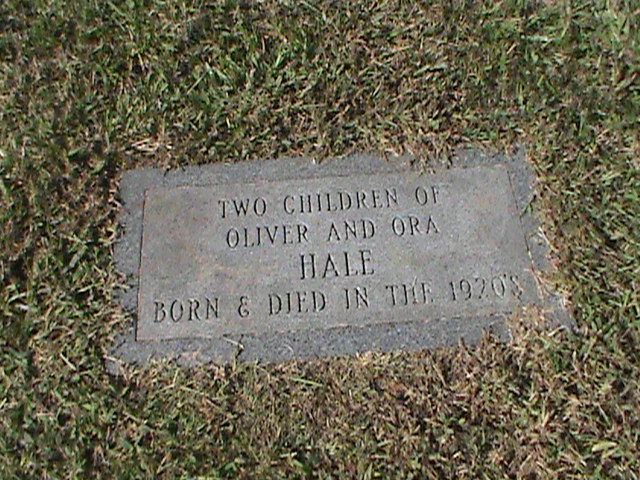 TWO CHILDREN OF
OLIVER AND ORA
HALE
BORN & DIED IN THE 1920'S